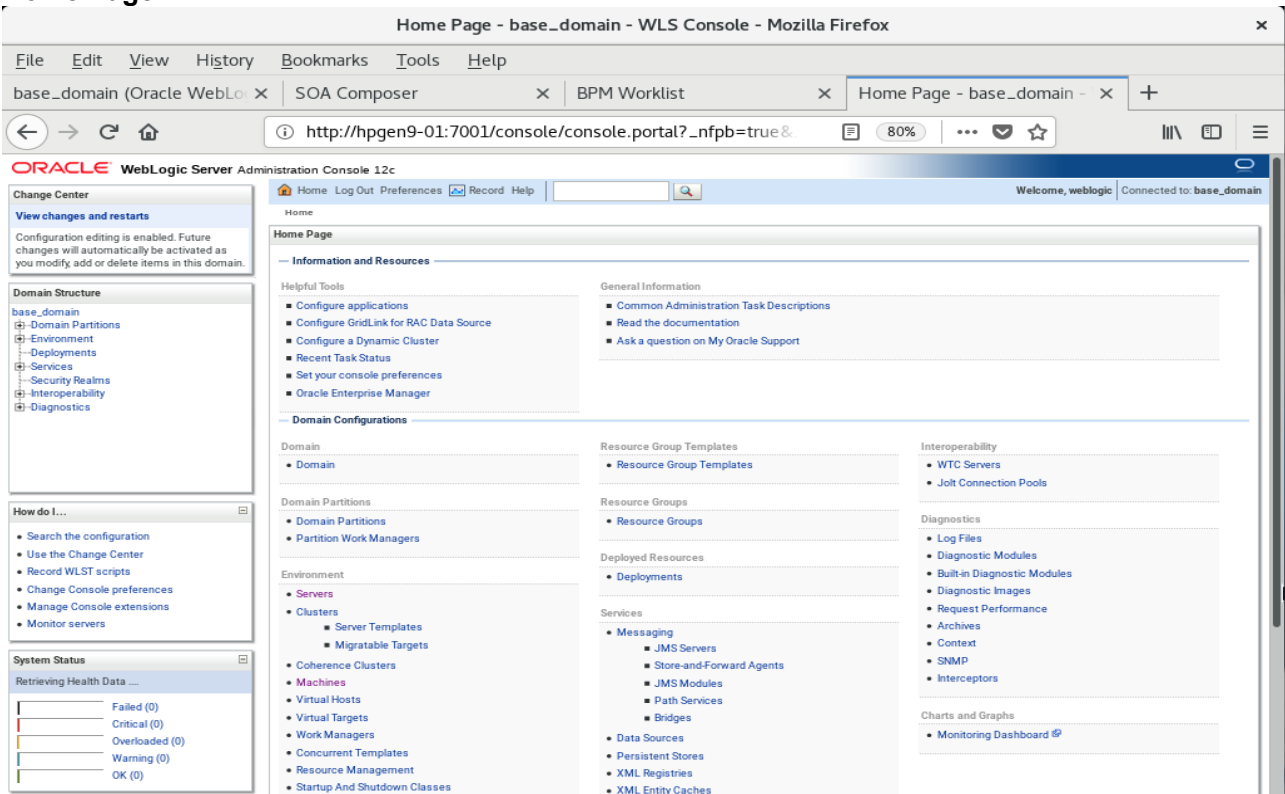 Home Page - base_domain - WLS Console - Mozilla Firefox ×
File Edit View History Bookmarks Tools Help
base_domain (Oracle WebLo × SOA Composer × BPM Worklist × Home Page - base_domain - × +
http://hpgen9-01:7001/console/console.portal?_nfpb=true& 80%
ORACLE WebLogic Server Administration Console 12c
Change Center
View changes and restarts
Configuration editing is enabled. Future
changes will automatically be activated as
you modify, add or delete items in this domain.
Domain Structure
base_domain
Domain Partitions
Environment
Deployments
Services
Security Realms
Interoperability
Diagnostics
How do I...
Search the configuration
Use the Change Center
Record WLST scripts
Change Console preferences
Manage Console extensions
Monitor servers
System Status
Retrieving Health Data ....
Failed (0)
Critical (0)
Overloaded (0)
Warning (0)
OK (0)
Home Log Out Preferences Record Help
Welcome, weblogic Connected to: base_domain
Home
Home Page
Information and Resources
Helpful Tools
Configure applications
Configure GridLink for RAC Data Source
Configure a Dynamic Cluster
Recent Task Status
Set your console preferences
Oracle Enterprise Manager
General Information
Common Administration Task Descriptions
Read the documentation
Ask a question on My Oracle Support
Domain Configurations
Domain
Domain
Domain Partitions
Domain Partitions
Partition Work Managers
Environment
Servers
Clusters
Server Templates
Migratable Targets
Coherence Clusters
Machines
Virtual Hosts
Virtual Targets
Work Managers
Concurrent Templates
Resource Management
Startup And Shutdown Classes
Resource Group Templates
Resource Group Templates
Resource Groups
Resource Groups
Deployed Resources
Deployments
Services
Messaging
JMS Servers
Store-and-Forward Agents
JMS Modules
Path Services
Bridges
Data Sources
Persistent Stores
XML Registries
XML Entity Caches
Interoperability
WTC Servers
Jolt Connection Pools
Diagnostics
Log Files
Diagnostic Modules
Built-in Diagnostic Modules
Diagnostic Images
Request Performance
Archives
Context
SNMP
Interceptors
Charts and Graphs
Monitoring Dashboard